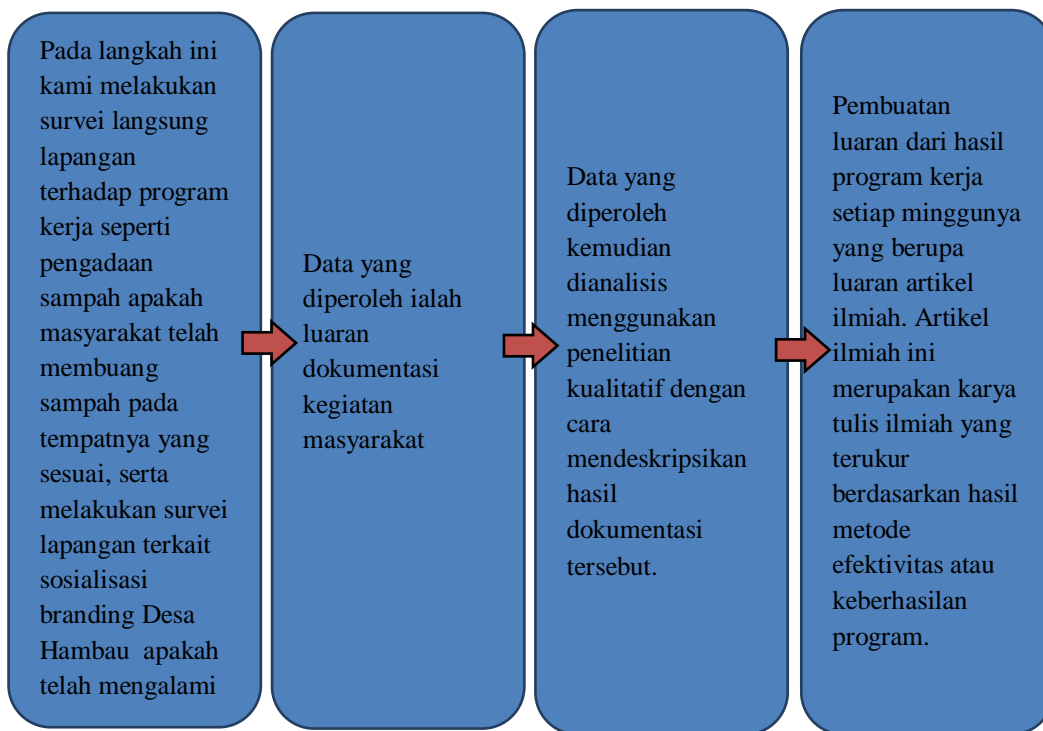 Pada langkah ini
kami melakukan
survei langsung
lapangan
terhadap program
kerja seperti
pengadaan
sampah apakah
masyarakat telah
membuang
sampah pada
tempatnya yang
sesuai, serta
melakukan survei
lapangan terkait
sosialisasi
branding Desa
Hambau apakah
telah mengalami
Data yang
diperoleh ialah
luaran
dokumentasi
kegiatan
masyarakat
Data yang
diperoleh
kemudian
dianalisis
menggunakan
penelitian
kualitatif dengan
cara
mendeskripsikan
hasil
dokumentasi
tersebut.
Pembuatan
luaran dari hasil
program kerja
setiap minggunya
yang berupa
luaran artikel
ilmiah. Artikel
ilmiah ini
merupakan karya
tulis ilmiah yang
terukur
berdasarkan hasil
metode
efektivitas atau
keberhasilan
program.